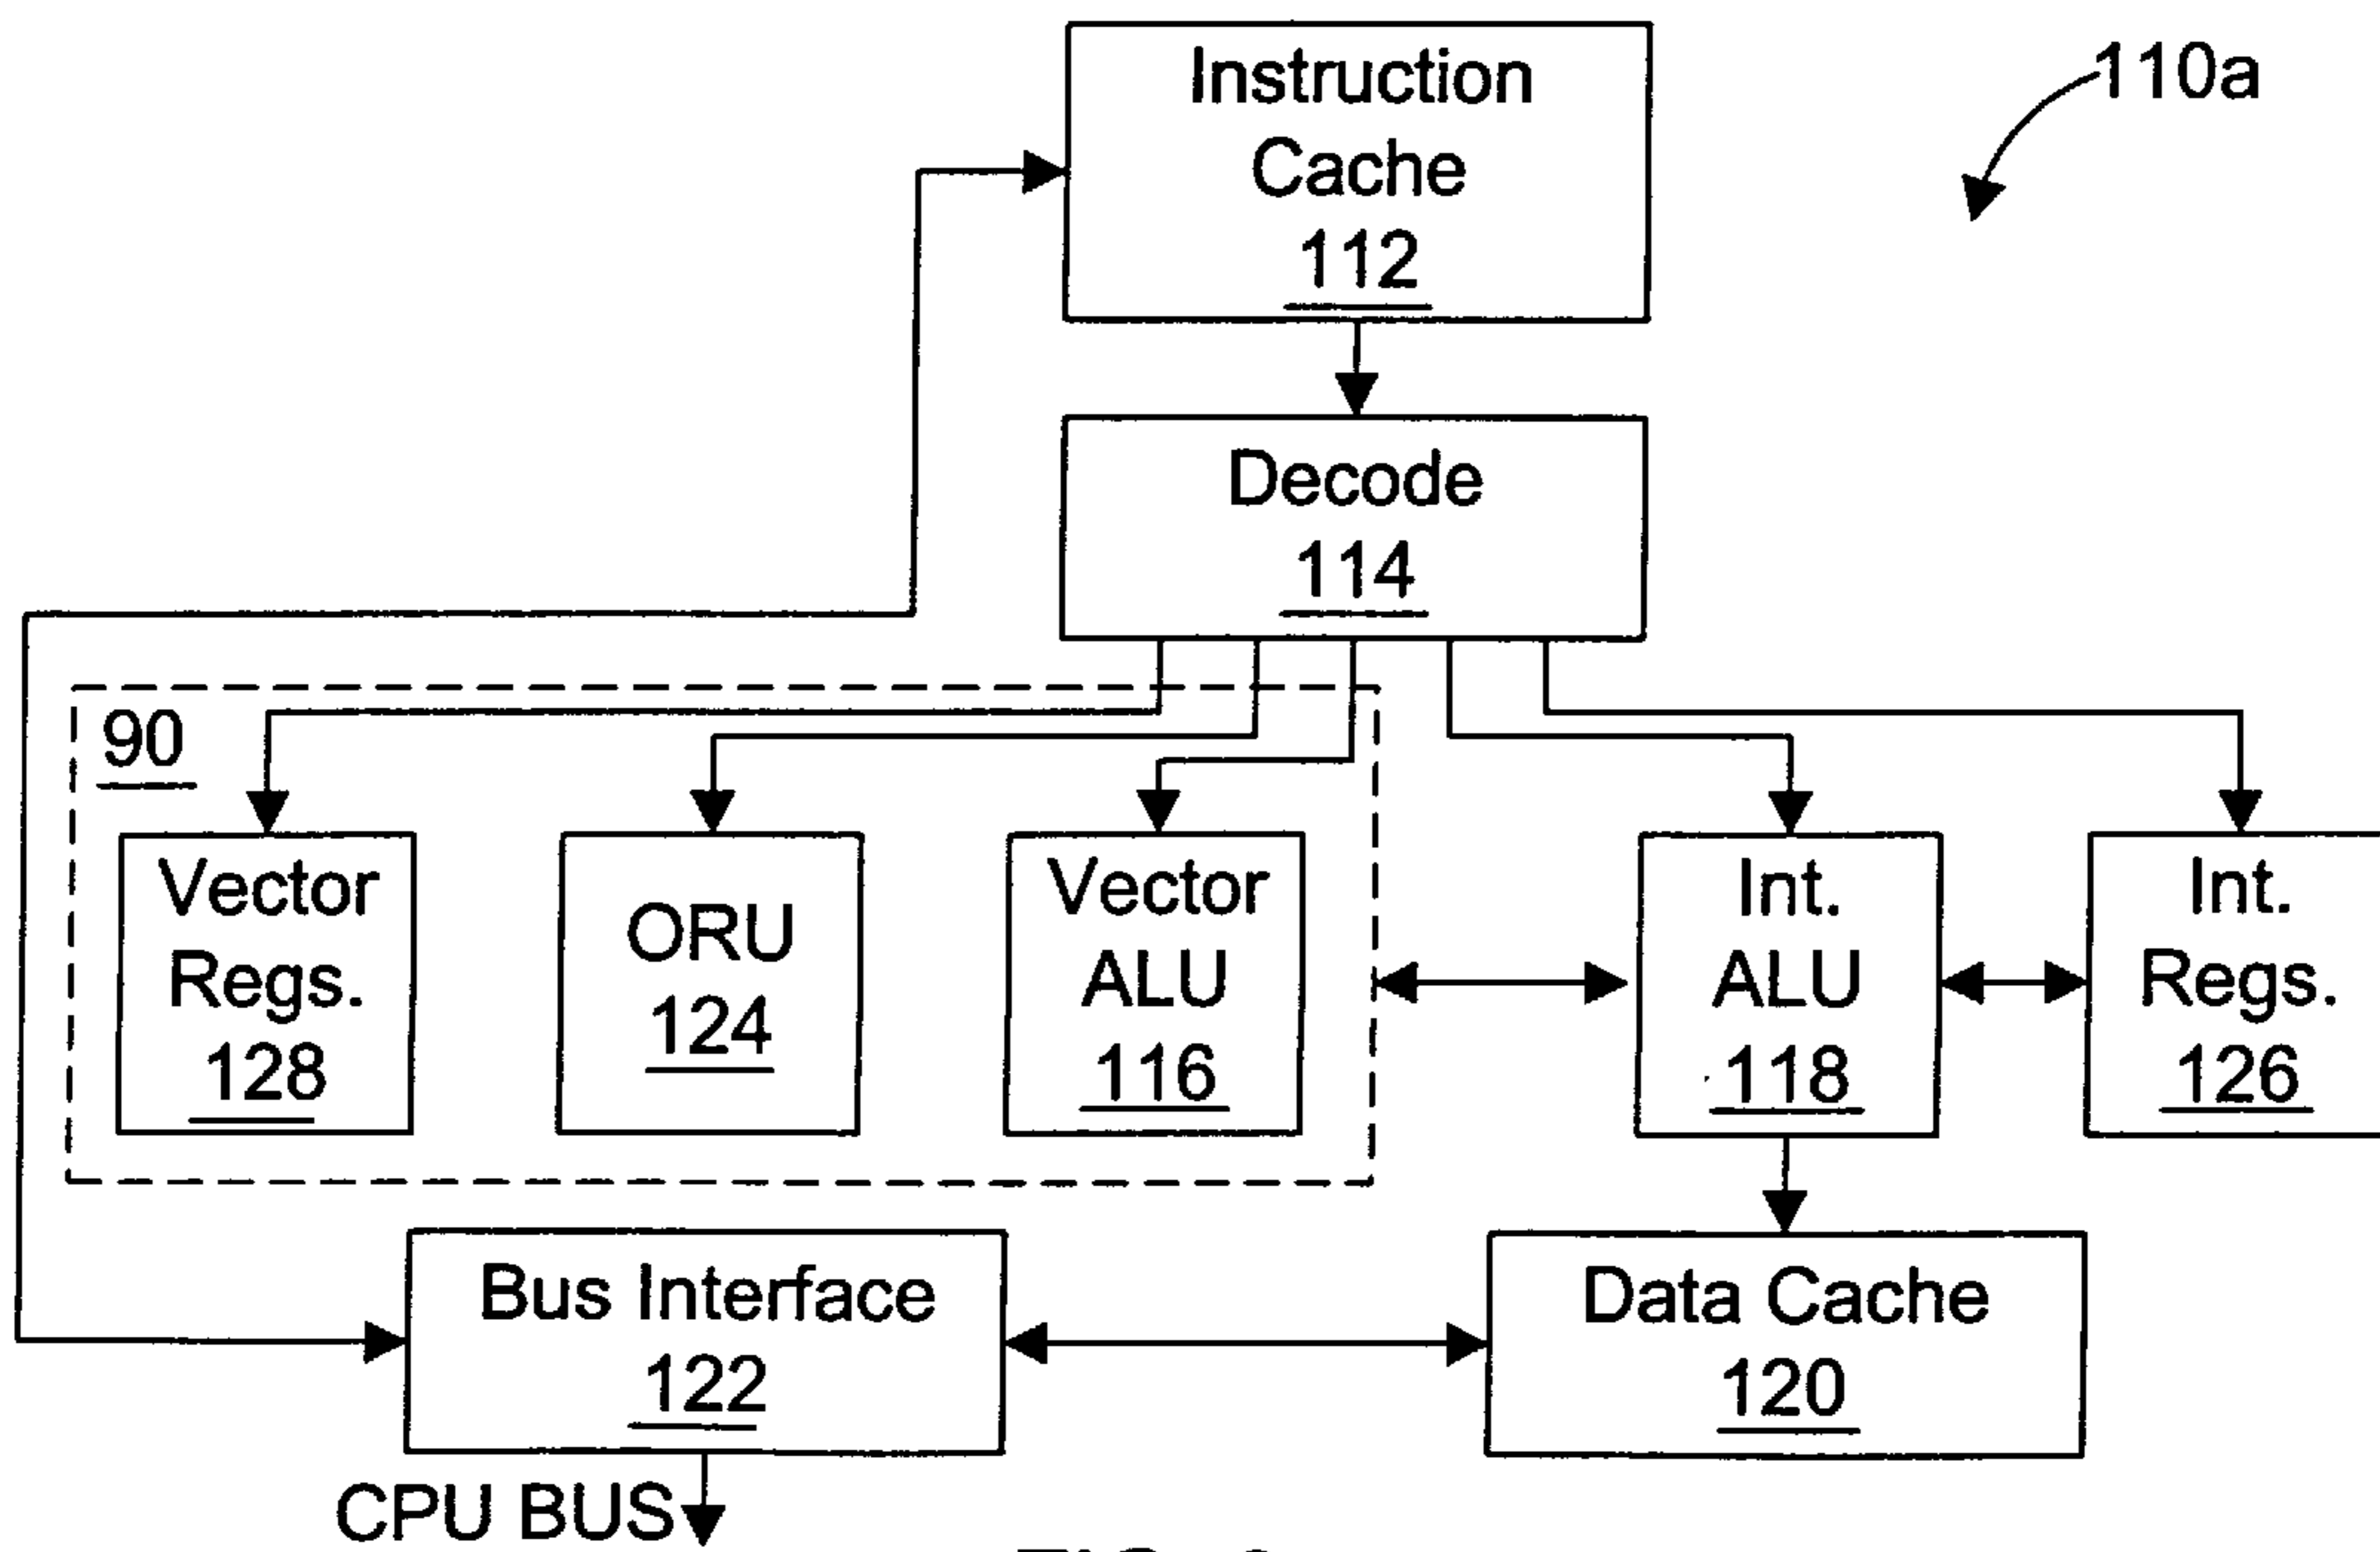 Instruction
Cache
112
110a
Decode
114
90
Vector
Regs.
128
ORU
124
Vector
ALU
116
Int.
ALU
118
Int.
Regs.
126
Bus Interface
122
Data Cache
120
CPU BUS